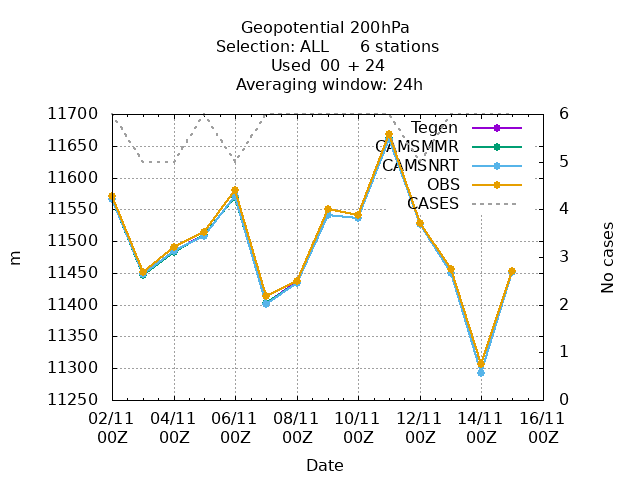 Geopotential 200hPa
Selection: ALL 6 stations
Used 00 + 24
Averaging window: 24h
11700
11650
11600
11550
11500
11450
11400
11350
11300
11250
6
5
4
3
2
1
0
Tegen
CAMSMMR
CAMSNRT
OBS
CASES
m
No cases
02/11 04/11 06/11 08/11 10/11 12/11 14/11 16/11
00Z 00Z 00Z 00Z 00Z 00Z 00Z 00Z
Date